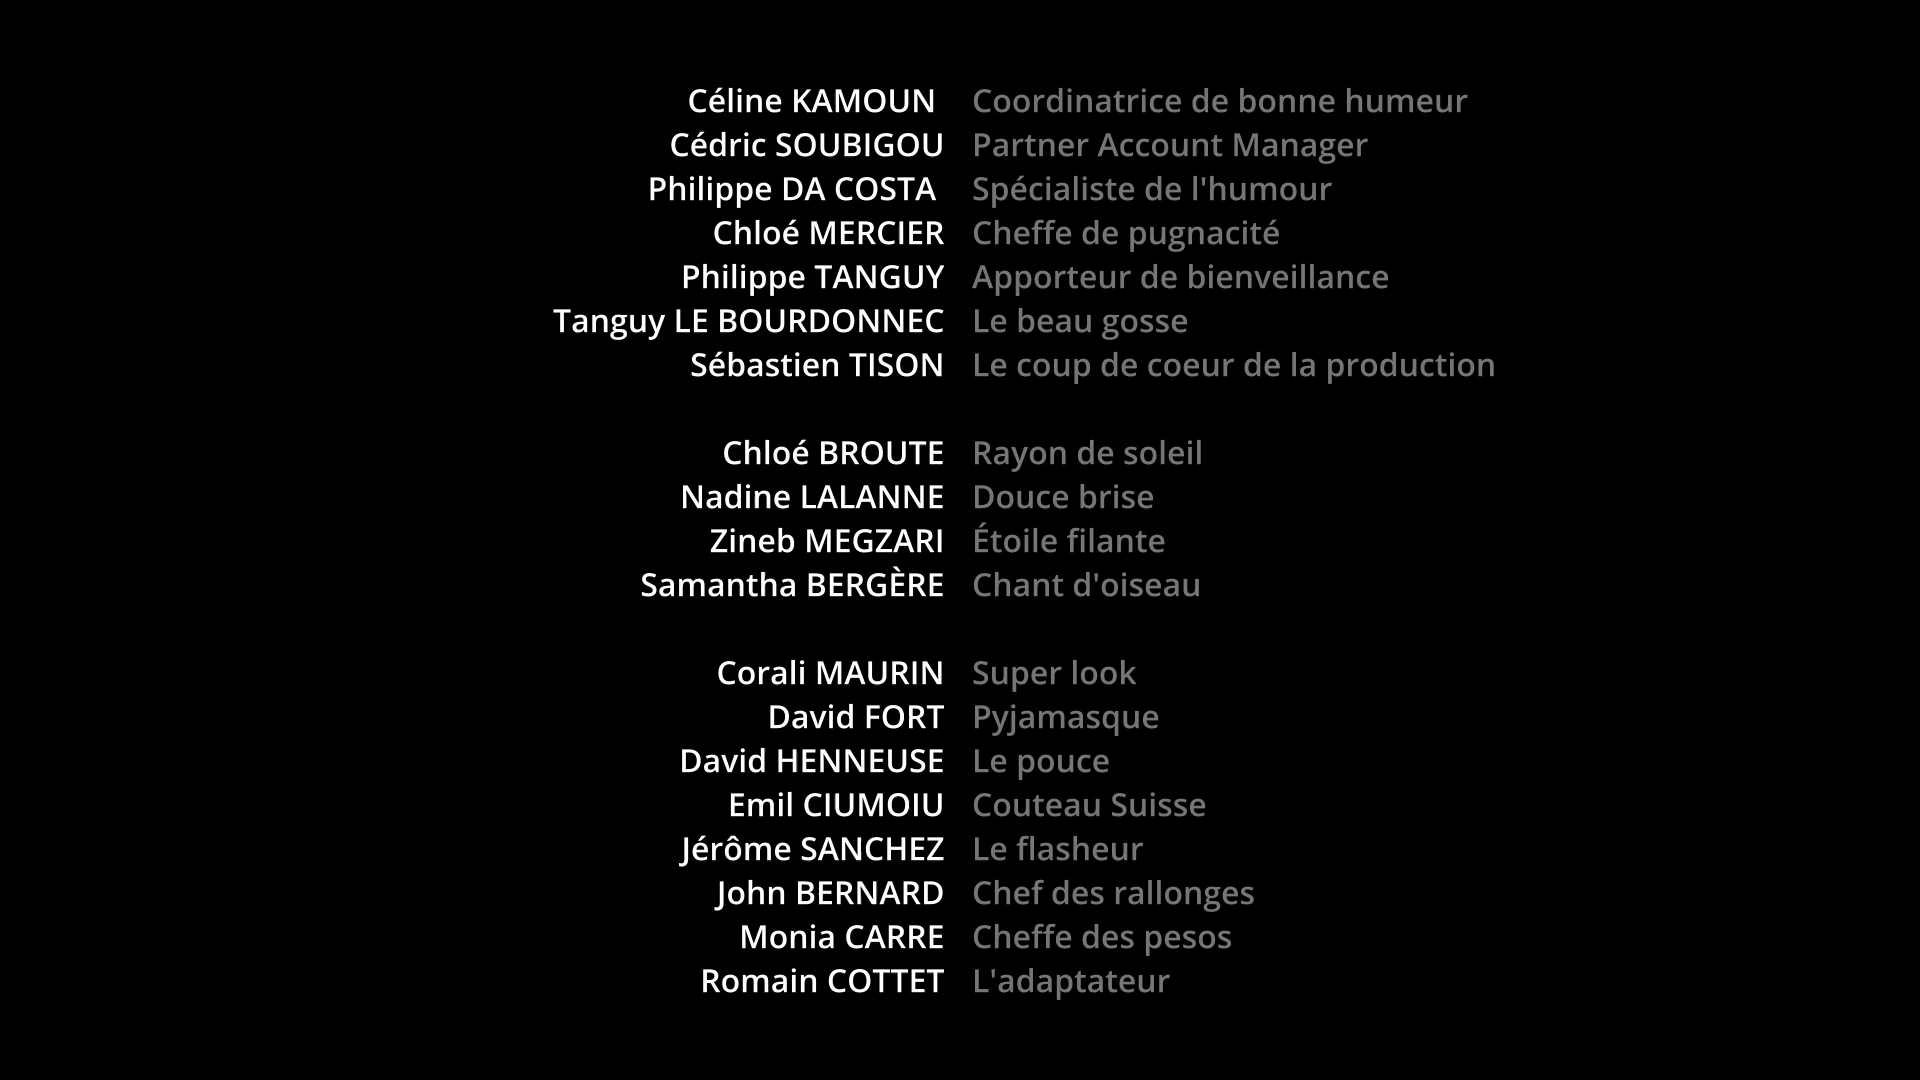 Céline KAMOUN Coordinatrice de bonne humeur
Cédric SOUBIGOU Partner Account Manager
Philippe DA COSTA Spécialiste de l'humour
Chloé MERCIER Cheffe de pugnacité
Philippe TANGUY Apporteur de bienveillance
Tanguy LE BOURDONNEC Le beau gosse
Sébastien TISON Le coup de coeur de la production
Chloé BROUTE Rayon de soleil
Nadine LALANNE Douce brise
Zineb MEGZARI Étoile filante
Samantha BERGÈRE Chant d'oiseau
Corali MAURIN Super look
David FORT Pyjamasque
David HENNEUSE Le pouce
Emil CIUMOIU Couteau Suisse
Jérôme SANCHEZ Le flasheur
John BERNARD Chef des rallonges
Monia CARRE Cheffe des pesos
Romain COTTET L'adaptateur